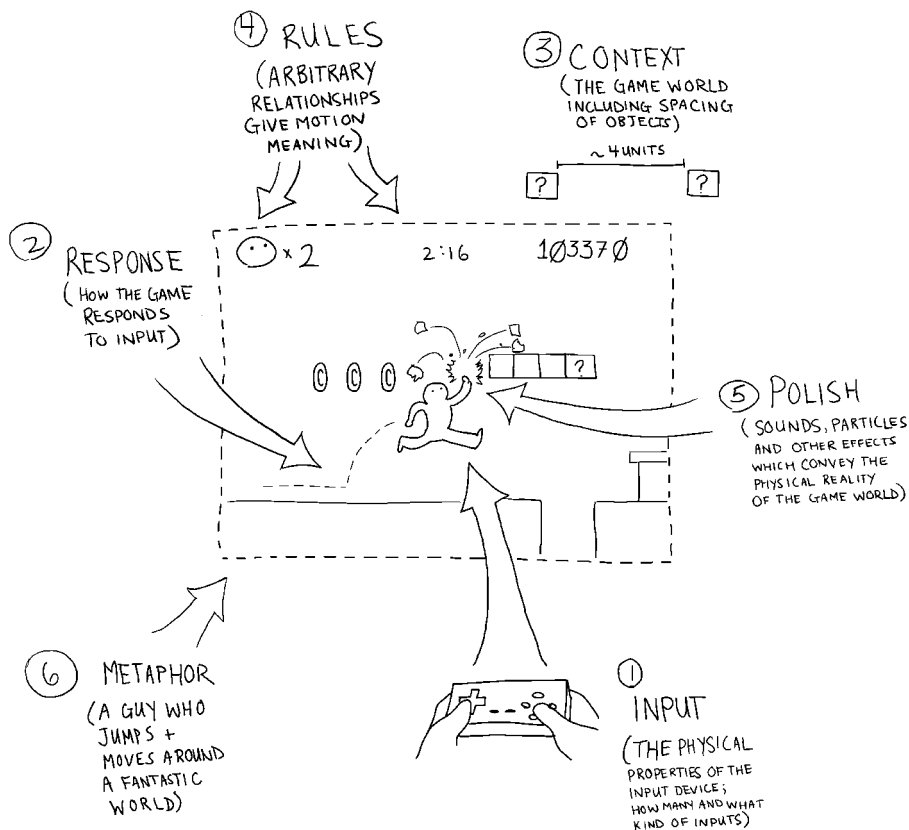 ④ RULES
(ARBITRARY
RELATIONSHIPS
GIVE MOTION
MEANING)
③ CONTEXT
(THE GAME WORLD
INCLUDING SPACING
OF OBJECTS)
~4UNITS
? ?
② RESPONSE
(HOW THE GAME
RESPONDS
TO INPUT)
x 2 2:16 103370
C C C ?
⑤ POLISH
(SOUNDS, PARTICLES
AND OTHER EFFECTS
WHICH CONVEY THE
PHYSICAL REALITY
OF THE GAME WORLD)
⑥ METAPHOR
(A GUY WHO
JUMPS +
MOVES AROUND
A FANTASTIC
WORLD)
①
INPUT
(THE PHYSICAL
PROPERTIES OF THE
INPUT DEVICE;
HOW MANY AND WHAT
KIND OF INPUTS)